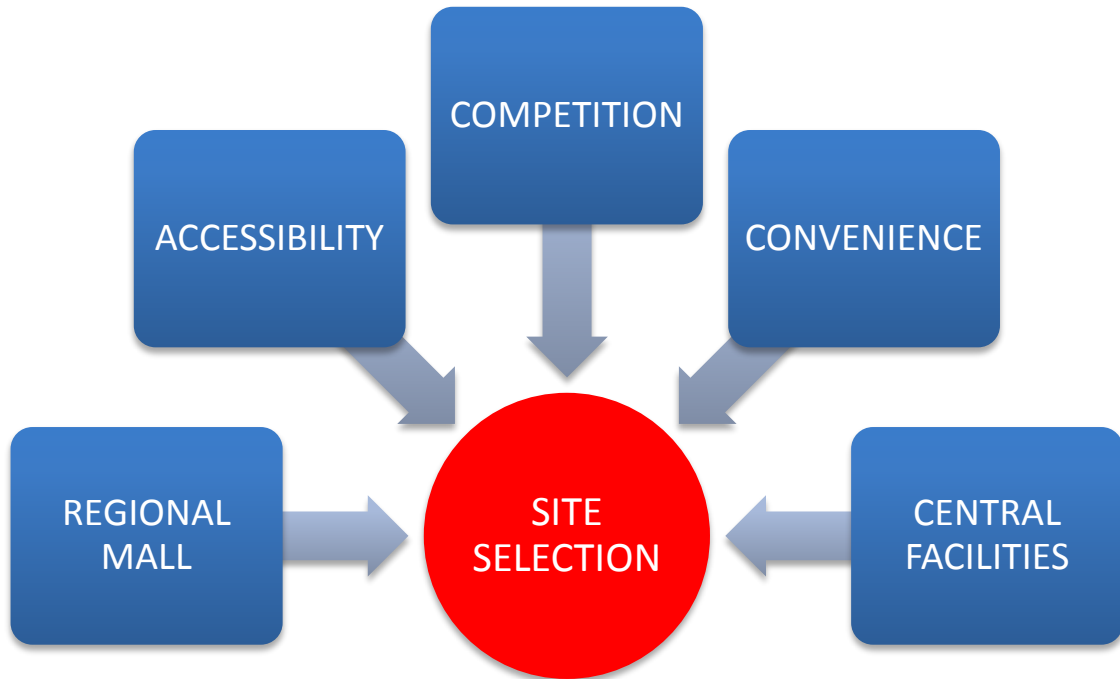 COMPETITION
ACCESSIBILITY
CONVENIENCE
REGIONAL
MALL
SITE
SELECTION
CENTRAL
FACILITIES